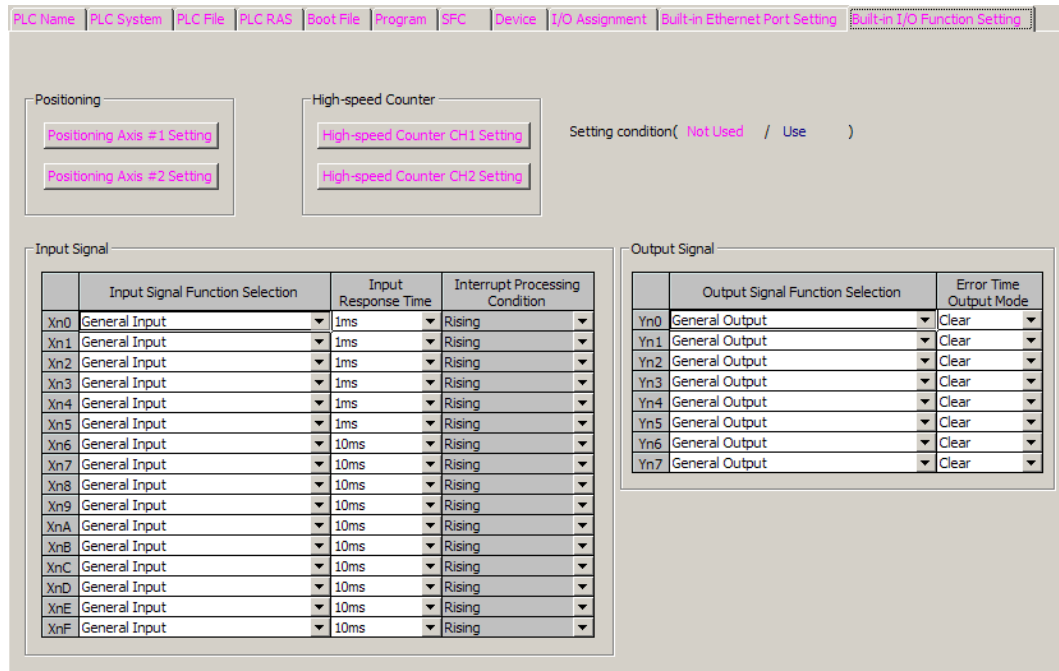 PLC Name PLC System PLC File PLC RAS Boot File Program SFC Device I/O Assignment Built-in Ethernet Port Setting Built-in I/O Function Setting
Positioning
Positioning Axis #1 Setting
Positioning Axis #2 Setting
High-speed Counter
High-speed Counter CH1 Setting
High-speed Counter CH2 Setting
Setting condition( Not Used / Use )
Input Signal
Input Signal Function Selection Input Response Time Interrupt Processing Condition
Xn0 General Input 1ms Rising
Xn1 General Input 1ms Rising
Xn2 General Input 1ms Rising
Xn3 General Input 1ms Rising
Xn4 General Input 1ms Rising
Xn5 General Input 1ms Rising
Xn6 General Input 10ms Rising
Xn7 General Input 10ms Rising
Xn8 General Input 10ms Rising
Xn9 General Input 10ms Rising
XnA General Input 10ms Rising
XnB General Input 10ms Rising
XnC General Input 10ms Rising
XnD General Input 10ms Rising
XnE General Input 10ms Rising
XnF General Input 10ms Rising
Output Signal
Output Signal Function Selection Error Time Output Mode
Yn0 General Output Clear
Yn1 General Output Clear
Yn2 General Output Clear
Yn3 General Output Clear
Yn4 General Output Clear
Yn5 General Output Clear
Yn6 General Output Clear
Yn7 General Output Clear